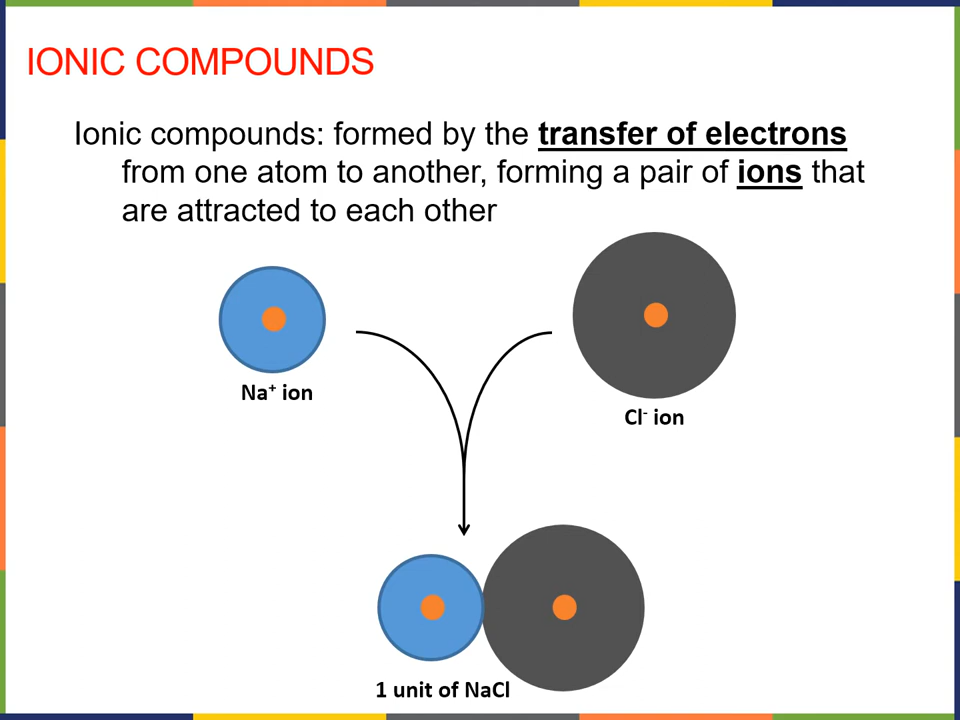 IONIC COMPOUNDS
Ionic compounds: formed by the transfer of electrons
from one atom to another, forming a pair of ions that
are attracted to each other
Na⁺ ion
Cl⁻ ion
1 unit of NaCl